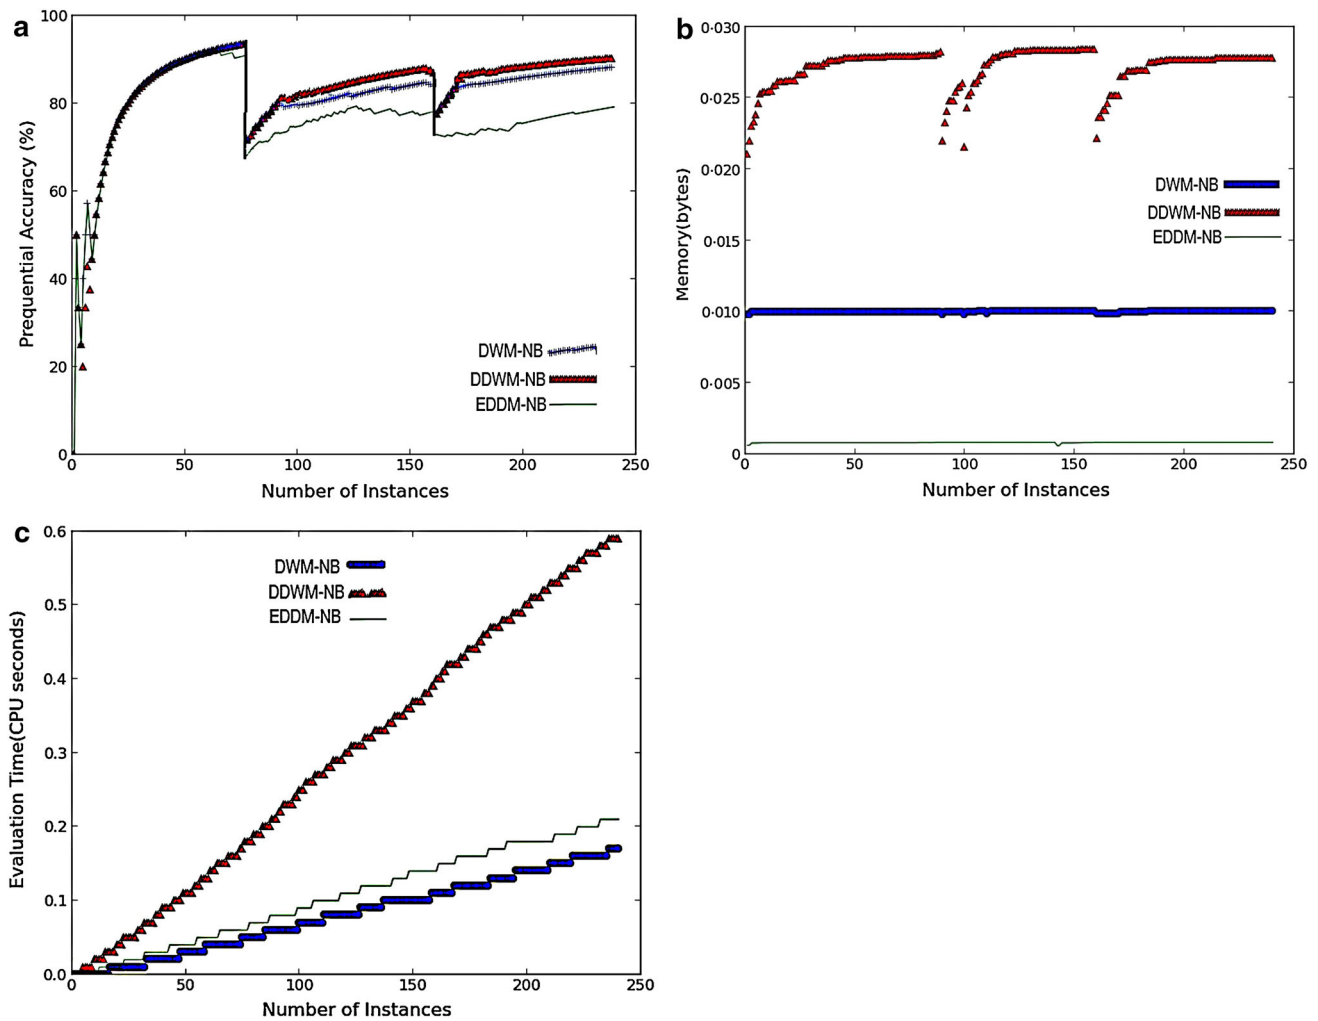 a
100
80
60
40
20
0
Prequential Accuracy (%)
DWM-NB
DDWM-NB
EDDM-NB
0 50 100 150 200 250
Number of Instances
b
0·030
0·025
0·020
0·015
0·010
0·005
0
Memory(bytes)
DWM-NB
DDWM-NB
EDDM-NB
0 50 100 150 200 250
Number of Instances
c
0.6
0.5
0.4
0.3
0.2
0.1
0.0
Evaluation Time(CPU seconds)
DWM-NB
DDWM-NB
EDDM-NB
0 50 100 150 200 250
Number of Instances